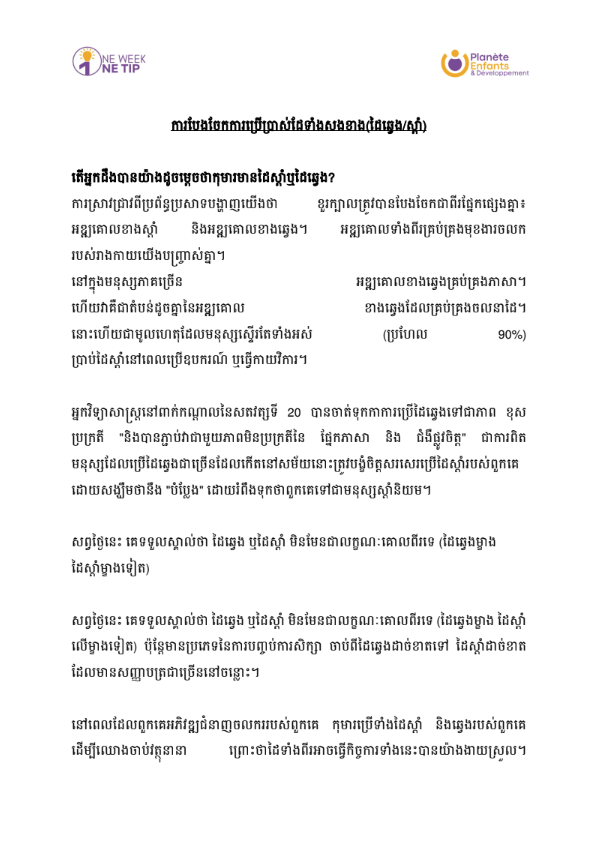 ONE WEEK
ONE TIP
Planète
Enfants
& Développement
ការបែងចែកការប្រើប្រាស់ដៃទាំងសងខាង(ដៃឆ្វេង/ស្ដាំ)
តើអ្នកដឹងបានយ៉ាងដូចម្ដេចថាកុមារមានដៃស្ដាំឬដៃឆ្វេង?
ការស្រាវជ្រាវពីប្រព័ន្ធប្រសាទបង្ហាញយើងថា ខួរក្បាលត្រូវបានបែងចែកជាពីរផ្នែកផ្សេងគ្នា៖
អឌ្ឍគោលខាងស្ដាំ និងអឌ្ឍគោលខាងឆ្វេង។ អឌ្ឍគោលទាំងពីរគ្រប់គ្រងមុខងារចលក
របស់រាងកាយយើងបញ្ច្រាស់គ្នា។
នៅក្នុងមនុស្សភាគច្រើន អឌ្ឍគោលខាងឆ្វេងគ្រប់គ្រងភាសា។
ហើយវាគឺជាតំបន់ដូចគ្នានៃអឌ្ឍគោល ខាងឆ្វេងដែលគ្រប់គ្រងចលនាដៃ។
នោះហើយជាមូលហេតុដែលមនុស្សស្ទើរតែទាំងអស់ (ប្រហែល 90%)
ប្រាប់ដៃស្ដាំនៅពេលប្រើឧបករណ៍ ឬធ្វើកាយវិការ។
អ្នកវិទ្យាសាស្ត្រនៅពាក់កណ្ដាលនៃសតវត្សទី 20 បានចាត់ទុកកាការប្រើដៃឆ្វេងទៅជាភាព ខុស
ប្រក្រតី "និងបានភ្ជាប់វាជាមួយភាពមិនប្រក្រតីនៃ ផ្នែកភាសា និង ជំងឺផ្លូវចិត្ត" ជាការពិត
មនុស្សដែលប្រើដៃឆ្វេងជាច្រើនដែលកើតនៅសម័យនោះត្រូវបង្ខំចិត្តសរសេរប្រើដៃស្ដាំរបស់ពួកគេ
ដោយសង្ឃឹមថានឹង "បំប្លែង" ដោយរំពឹងទុកថាពួកគេទៅជាមនុស្សស្ដាំនិយម។
សព្វថ្ងៃនេះ គេទទួលស្គាល់ថា ដៃឆ្វេង ឬដៃស្ដាំ មិនមែនជាលក្ខណៈគោលពីរទេ (ដៃឆ្វេងម្ខាង
ដៃស្ដាំម្ខាងទៀត)
សព្វថ្ងៃនេះ គេទទួលស្គាល់ថា ដៃឆ្វេង ឬដៃស្ដាំ មិនមែនជាលក្ខណៈគោលពីរទេ (ដៃឆ្វេងម្ខាង ដៃស្ដាំ
លើម្ខាងទៀត) ប៉ុន្តែមានប្រភេទនៃការបញ្ចប់ការសិក្សា ចាប់ពីដៃឆ្វេងដាច់ខាតទៅ ដៃស្ដាំដាច់ខាត
ដែលមានសញ្ញាបត្រជាច្រើននៅចន្លោះ។
នៅពេលដែលពួកគេអភិវឌ្ឍជំនាញចលកររបស់ពួកគេ កុមារប្រើទាំងដៃស្ដាំ និងឆ្វេងរបស់ពួកគេ
ដើម្បីឈោងចាប់វត្ថុនានា ព្រោះថាដៃទាំងពីរអាចធ្វើកិច្ចការទាំងនេះបានយ៉ាងងាយស្រួល។